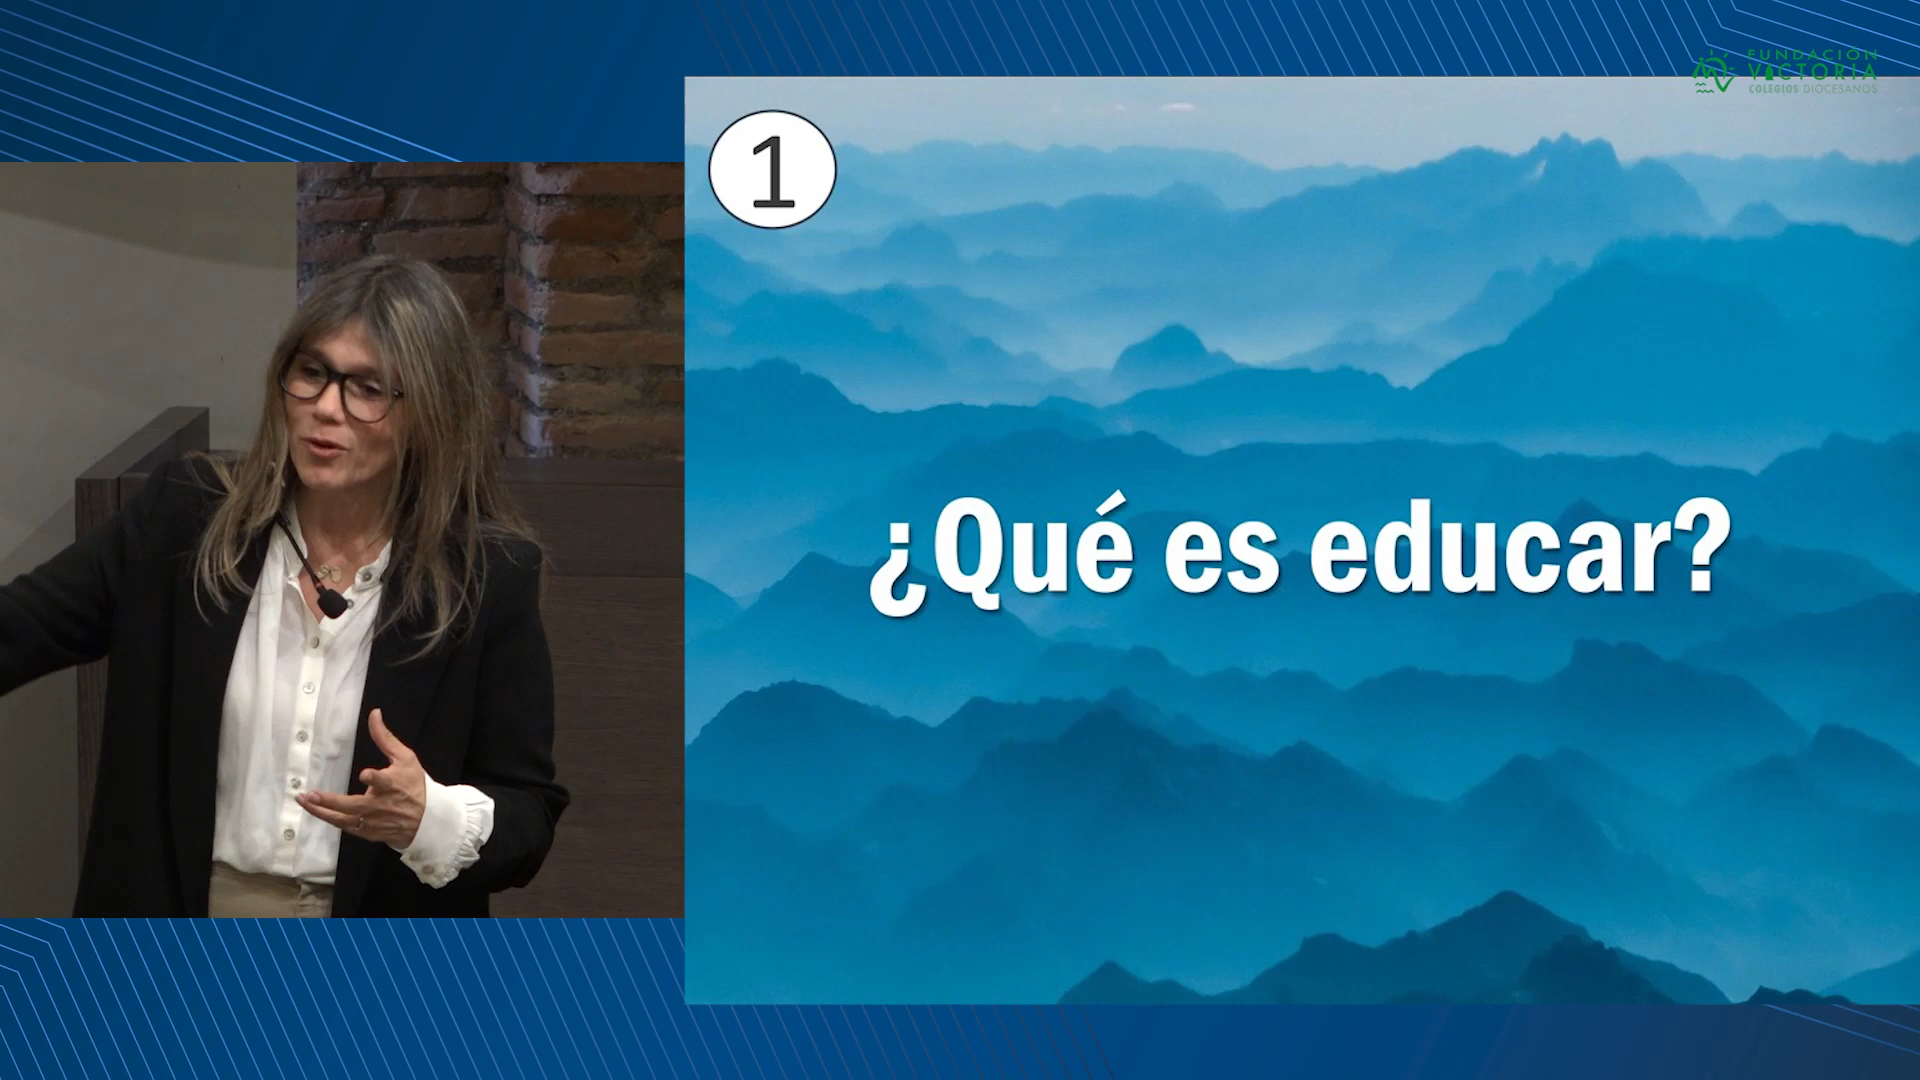 FUNDACIÓN
VICTORIA
COLEGIOS DIOCESANOS
1
¿Qué es educar?